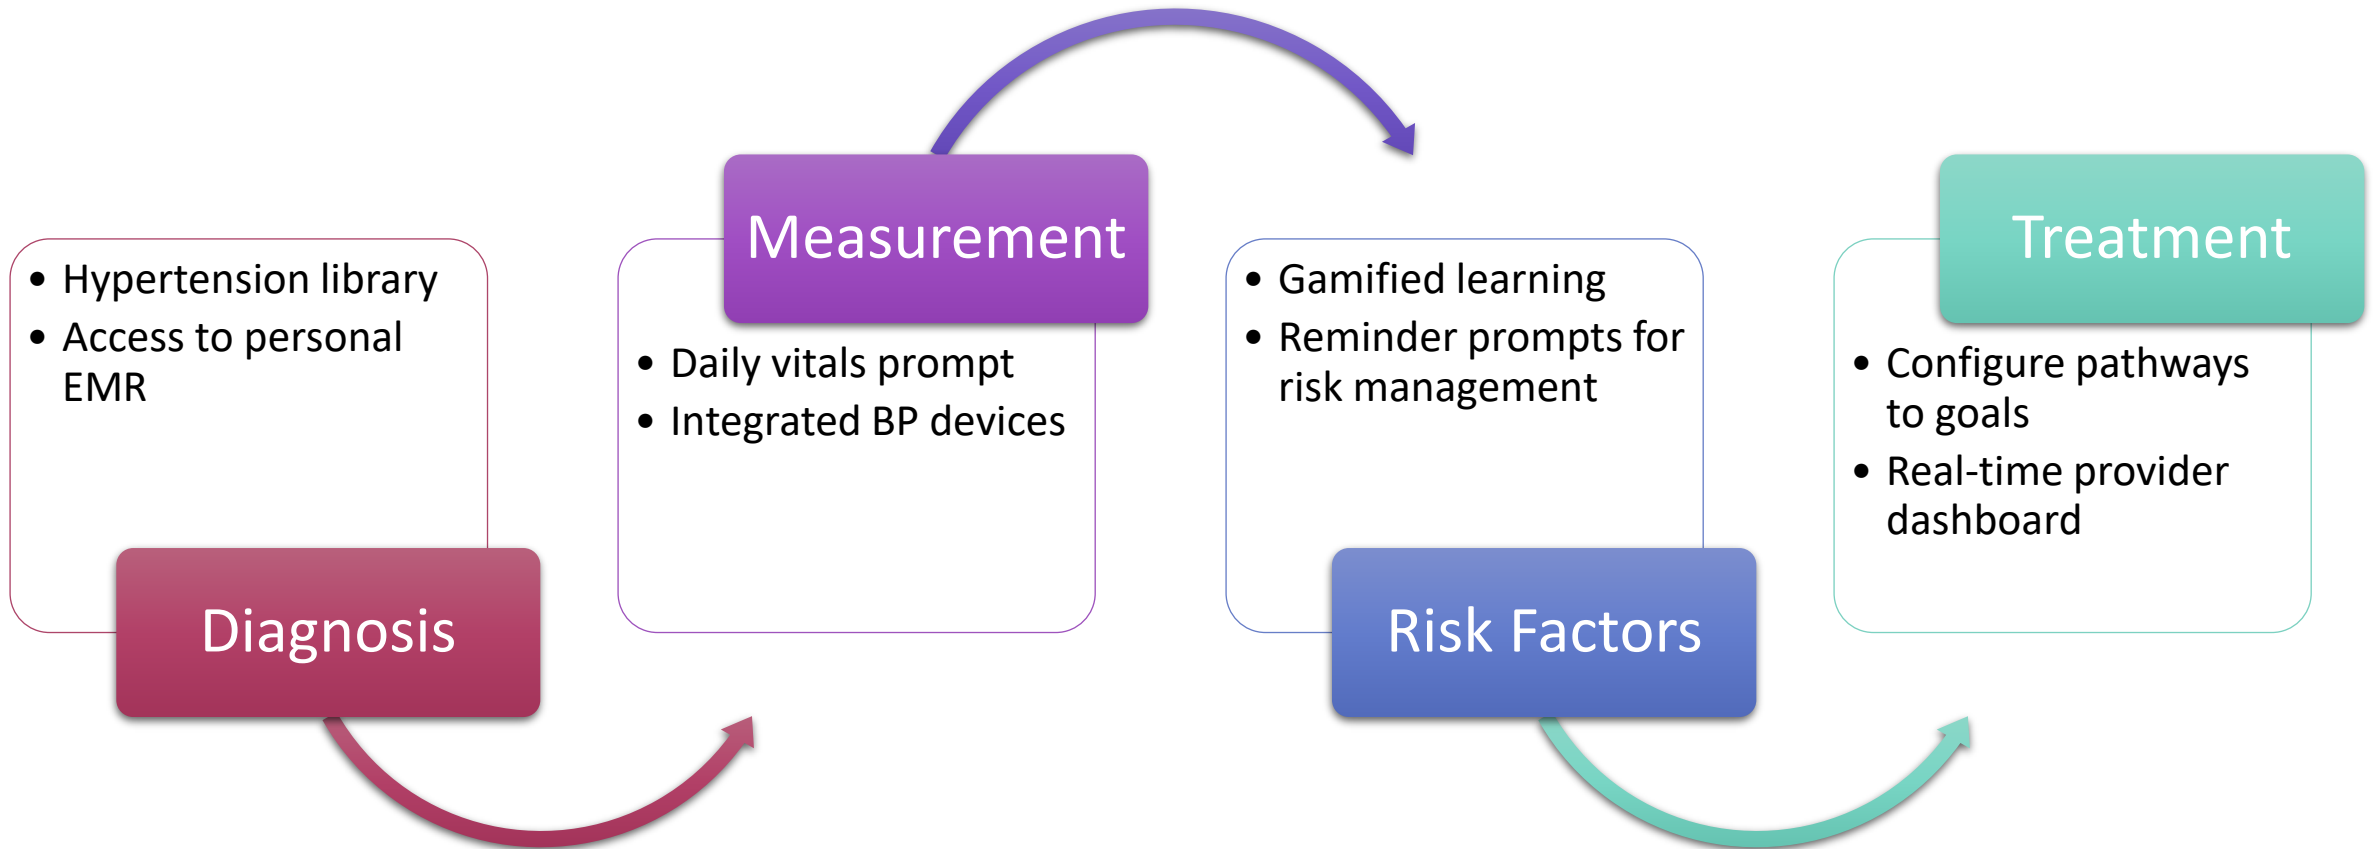 • Hypertension library
• Access to personal
EMR
Diagnosis
Measurement
• Daily vitals prompt
• Integrated BP devices
• Gamified learning
• Reminder prompts for
risk management
Risk Factors
Treatment
• Configure pathways
to goals
• Real-time provider
dashboard